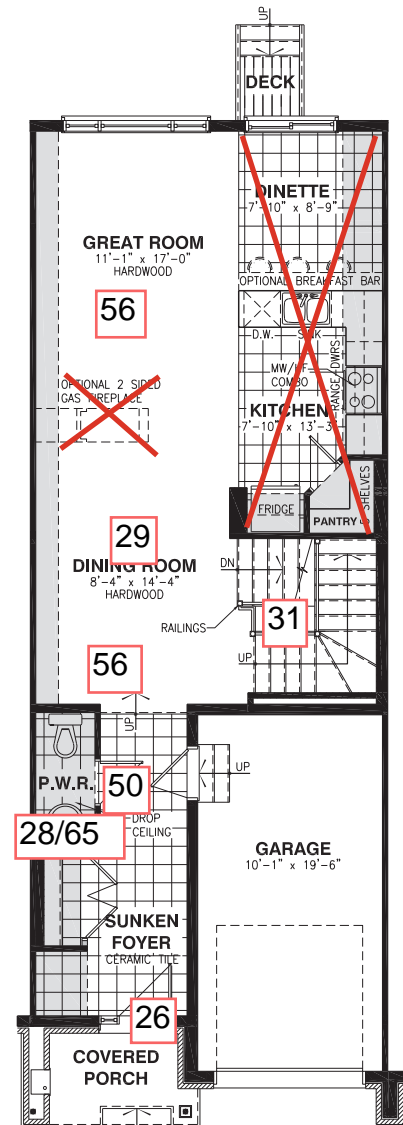 UP
DECK
DINETTE
7'-10" x 8'-9"
GREAT ROOM
11'-1" x 17'-0"
HARDWOOD
OPTIONAL BREAKFAST BAR
56
D.W.
SINK
MW/HF
COMBO
RANGE
DWRS
OPTIONAL 2 SIDED
GAS FIREPLACE
KITCHEN
7'-10" x 13'-3"
SHELVES
FRIDGE
PANTRY
29
DINING ROOM
8'-4" x 14'-4"
HARDWOOD
DN
31
RAILINGS
UP
56
UP
UP
P.W.R.
50
DROP
CEILING
28/65
GARAGE
10'-1" x 19'-6"
SUNKEN
FOYER
CERAMIC TILE
26
COVERED
PORCH